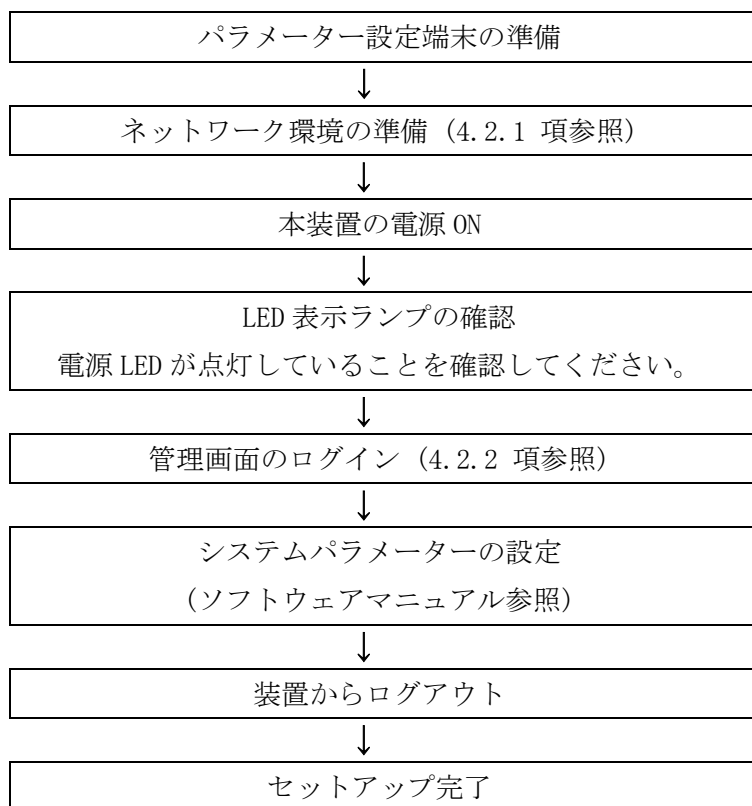 パラメーター設定端末の準備
↓
ネットワーク環境の準備 (4.2.1 項参照)
↓
本装置の電源 ON
↓
LED 表示ランプの確認
電源 LED が点灯していることを確認してください。
↓
管理画面のログイン (4.2.2 項参照)
↓
システムパラメーターの設定
(ソフトウェアマニュアル参照)
↓
装置からログアウト
↓
セットアップ完了